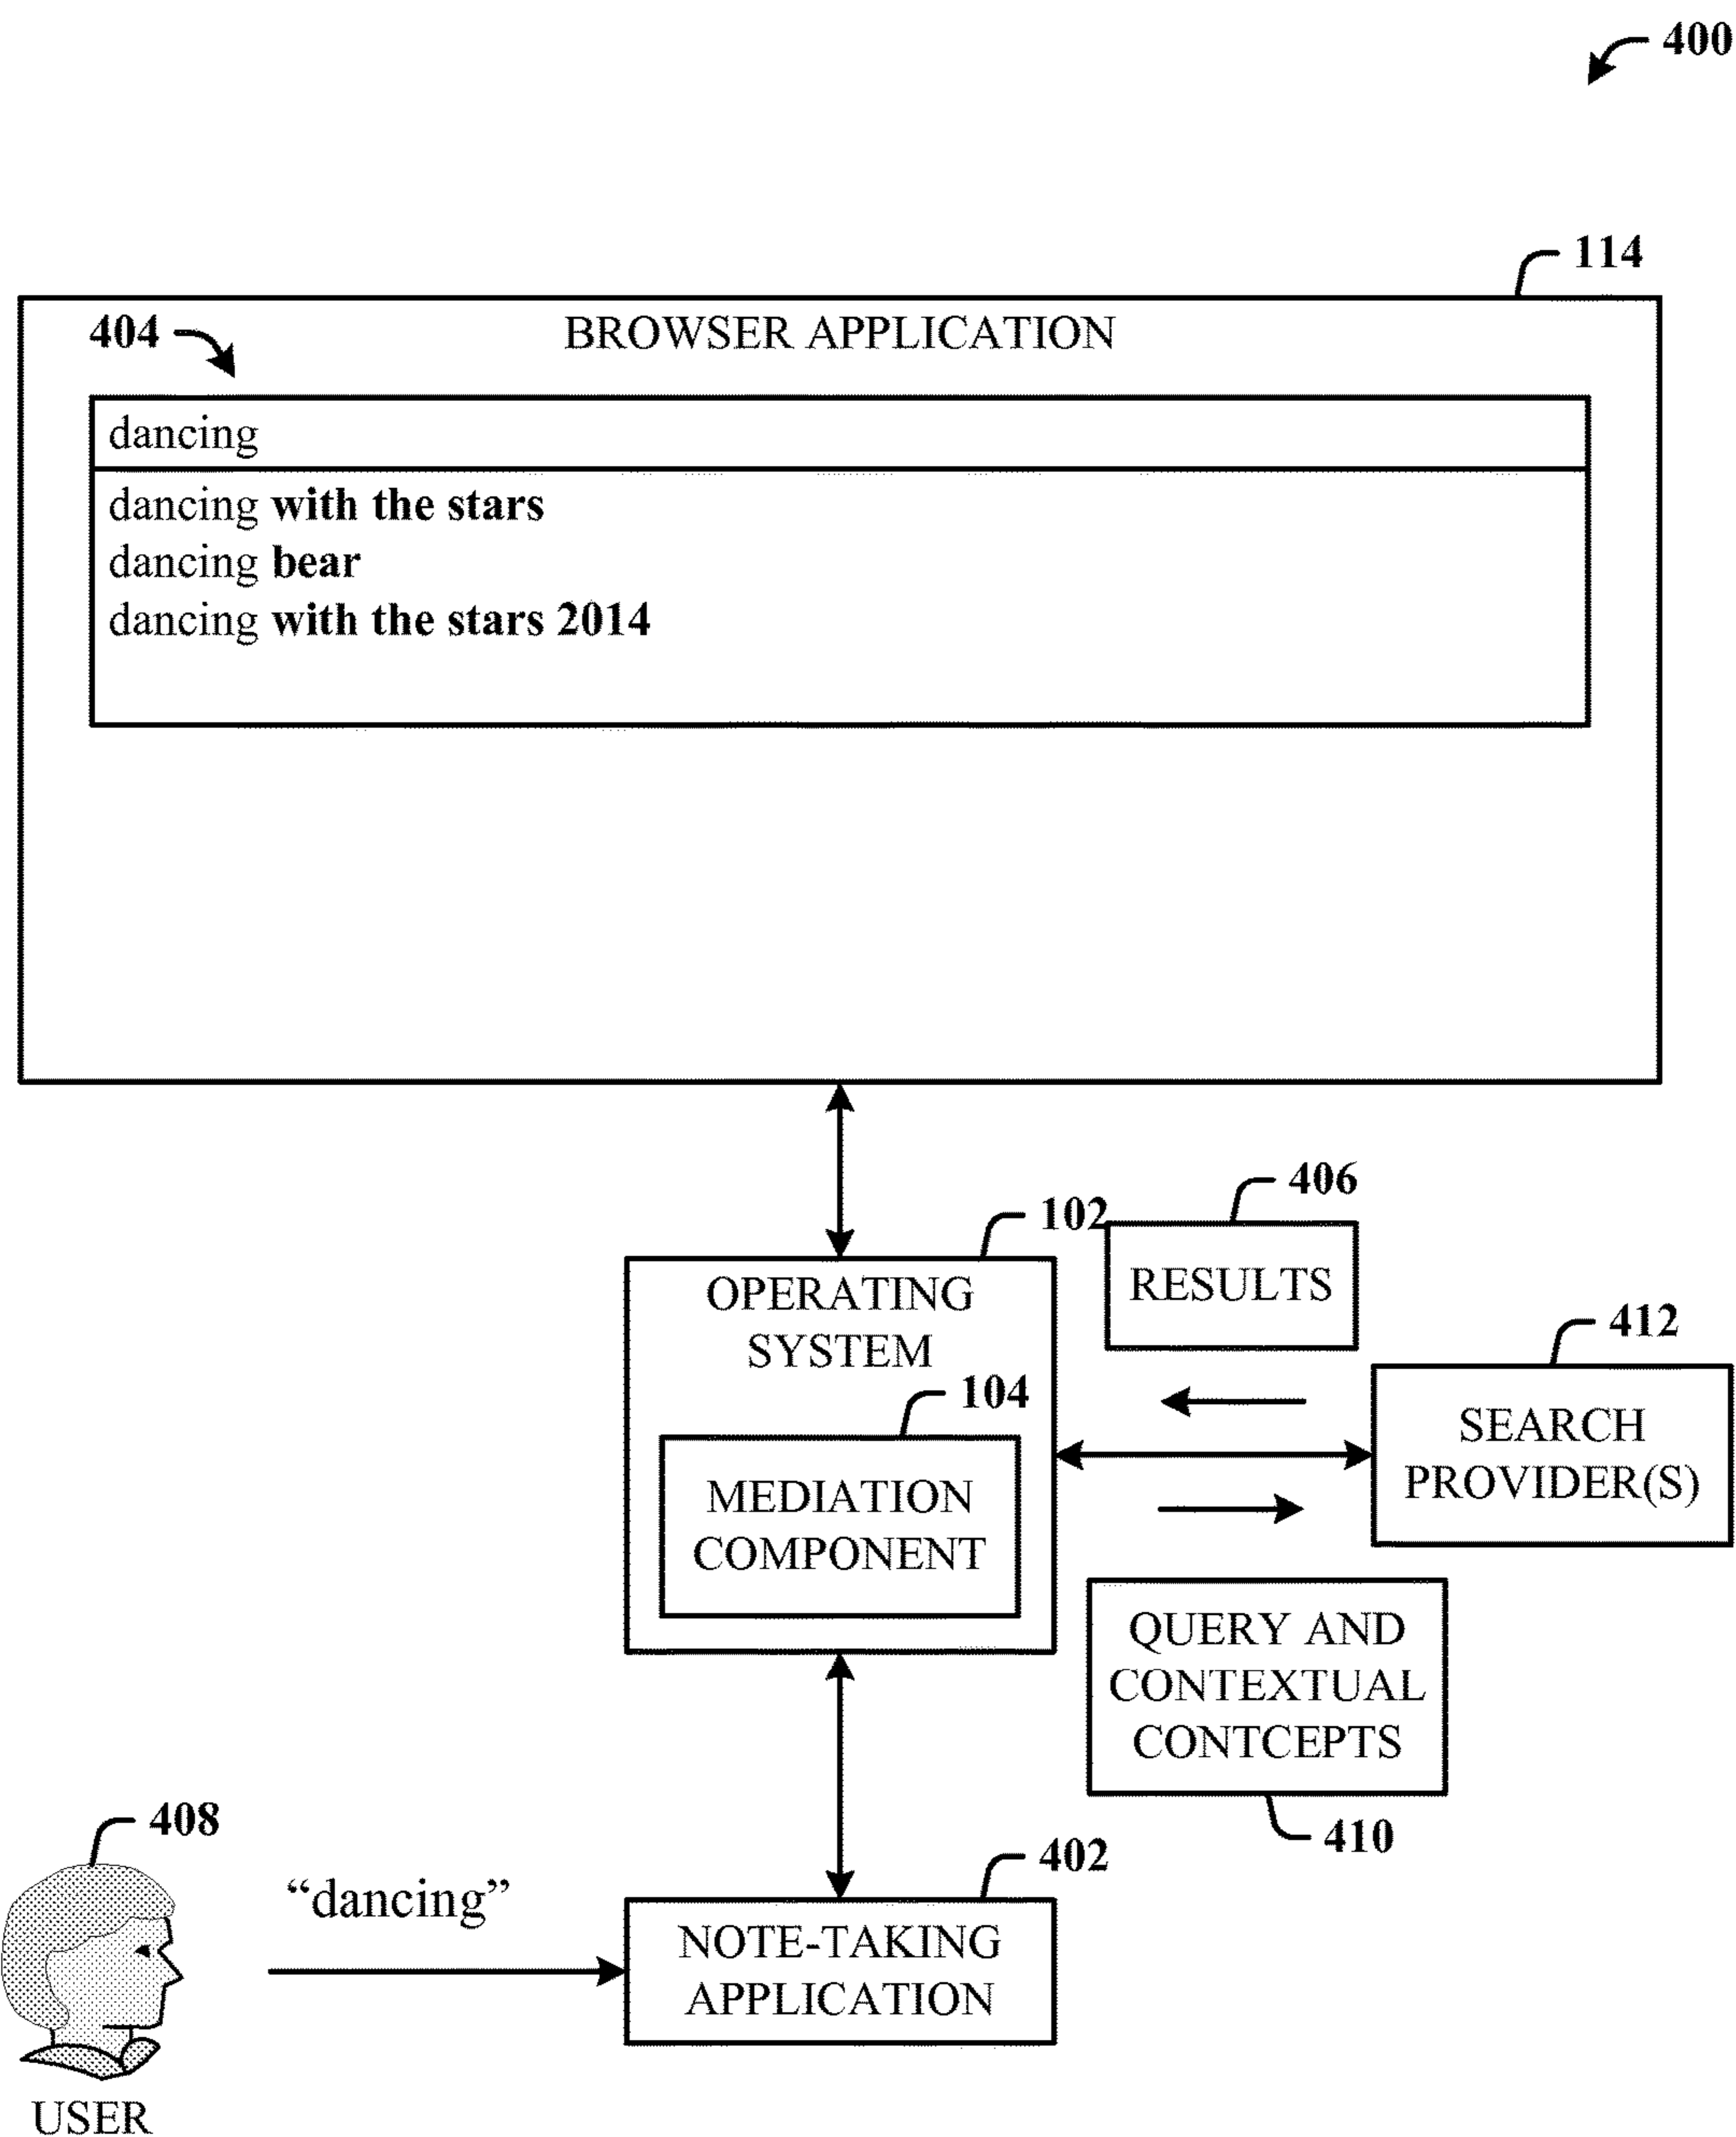 400
114
404
BROWSER APPLICATION
dancing
dancing with the stars
dancing bear
dancing with the stars 2014
406
102
RESULTS
OPERATING
SYSTEM
412
104
SEARCH
PROVIDER(S)
MEDIATION
COMPONENT
QUERY AND
CONTEXTUAL
CONTCEPTS
410
408
402
“dancing”
NOTE-TAKING
APPLICATION
USER